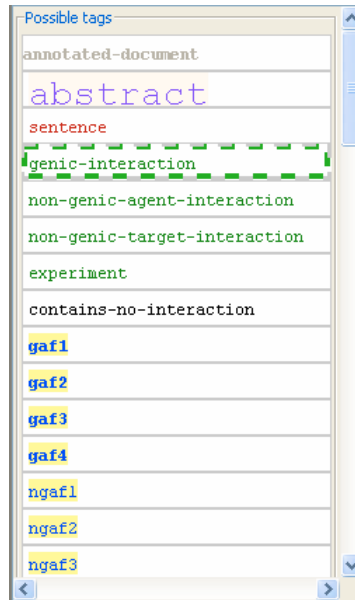 Possible tags
annotated-document
abstract
sentence
genic-interaction
non-genic-agent-interaction
non-genic-target-interaction
experiment
contains-no-interaction
gaf1
gaf2
gaf3
gaf4
ngaf1
ngaf2
ngaf3